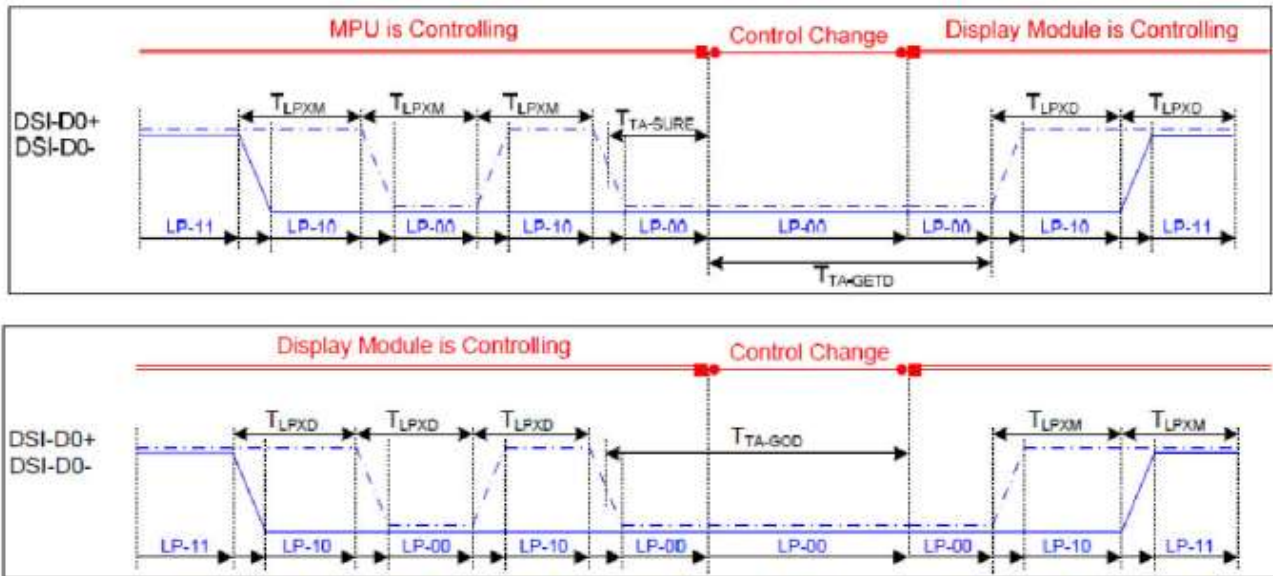 MPU is Controlling Control Change Display Module is Controlling
TLPXM TLPXM TLPXM TTA-SURE TLPXD TLPXD
DSI-D0+
DSI-D0-
LP-11 LP-10 LP-00 LP-10 LP-00 LP-00 LP-00 LP-10 LP-11
TTA-GETD
Display Module is Controlling Control Change
TLPXD TLPXD TLPXD TTA-GOD TLPXM TLPXM
DSI-D0+
DSI-D0-
LP-11 LP-10 LP-00 LP-10 LP-00 LP-00 LP-00 LP-10 LP-11